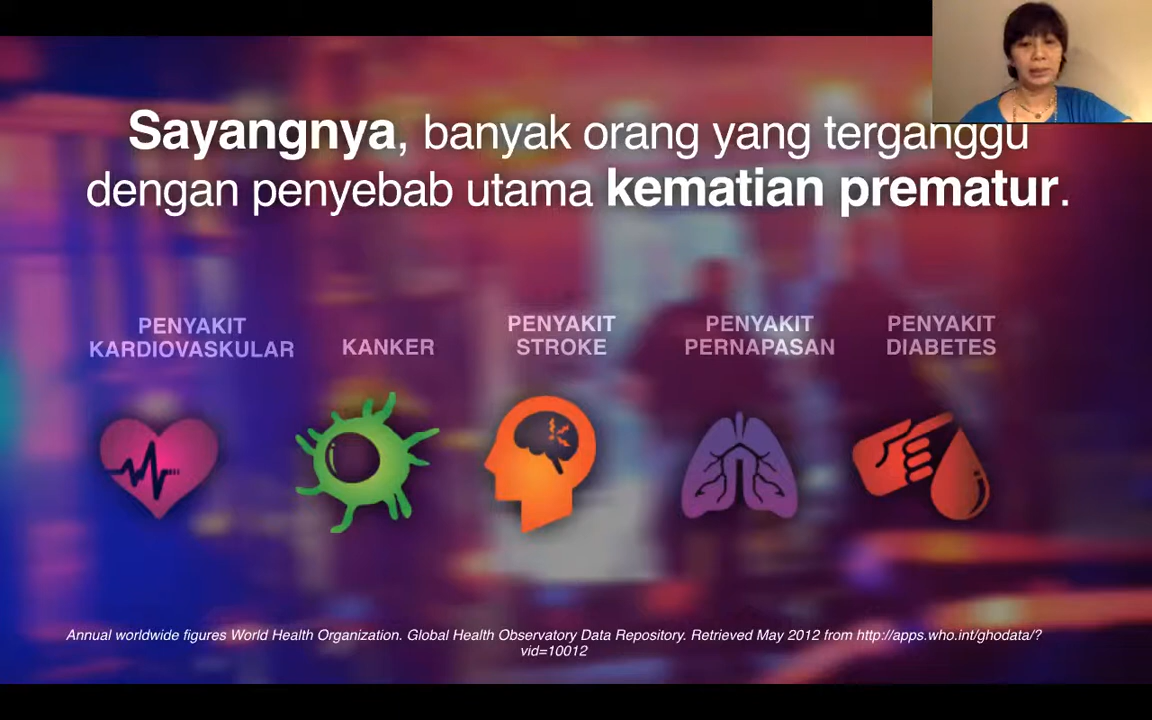 Sayangnya, banyak orang yang terganggu
dengan penyebab utama kematian prematur.
PENYAKIT
KARDIOVASKULAR
KANKER
PENYAKIT
STROKE
PENYAKIT
PERNAPASAN
PENYAKIT
DIABETES
Annual worldwide figures World Health Organization. Global Health Observatory Data Repository. Retrieved May 2012 from http://apps.who.int/ghodata/?
vid=10012